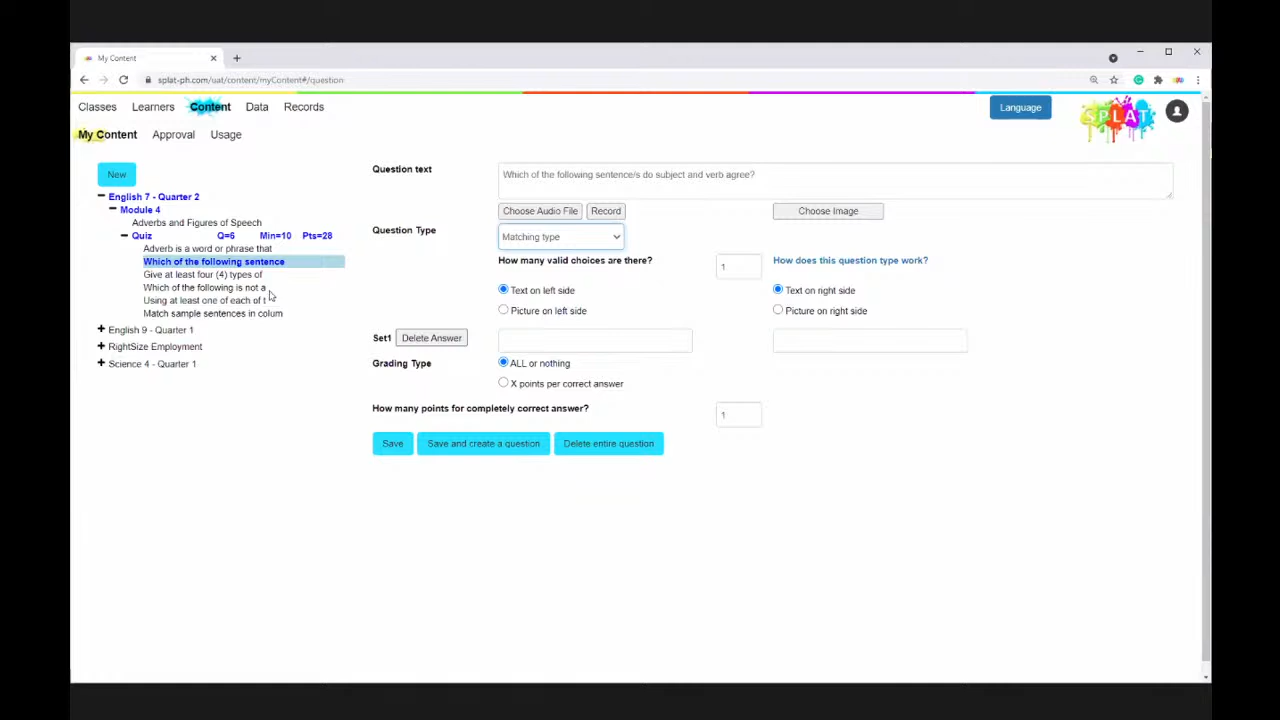 My Content
splat-ph.com/uat/content/myContent#/question
Classes Learners Content Data Records Language SPLAT
My Content Approval Usage
New
English 7 - Quarter 2
Module 4
Adverbs and Figures of Speech
Quiz Q=6 Min=10 Pts=28
Adverb is a word or phrase that
Which of the following sentence
Give at least four (4) types of
Which of the following is not a
Using at least one of each of t
Match sample sentences in colum
English 9 - Quarter 1
RightSize Employment
Science 4 - Quarter 1
Question text Which of the following sentence/s do subject and verb agree?
Choose Audio File Record Choose Image
Question Type Matching type
How many valid choices are there? 1 How does this question type work?
Text on left side Text on right side
Picture on left side Picture on right side
Set1 Delete Answer
Grading Type ALL or nothing
X points per correct answer
How many points for completely correct answer? 1
Save Save and create a question Delete entire question